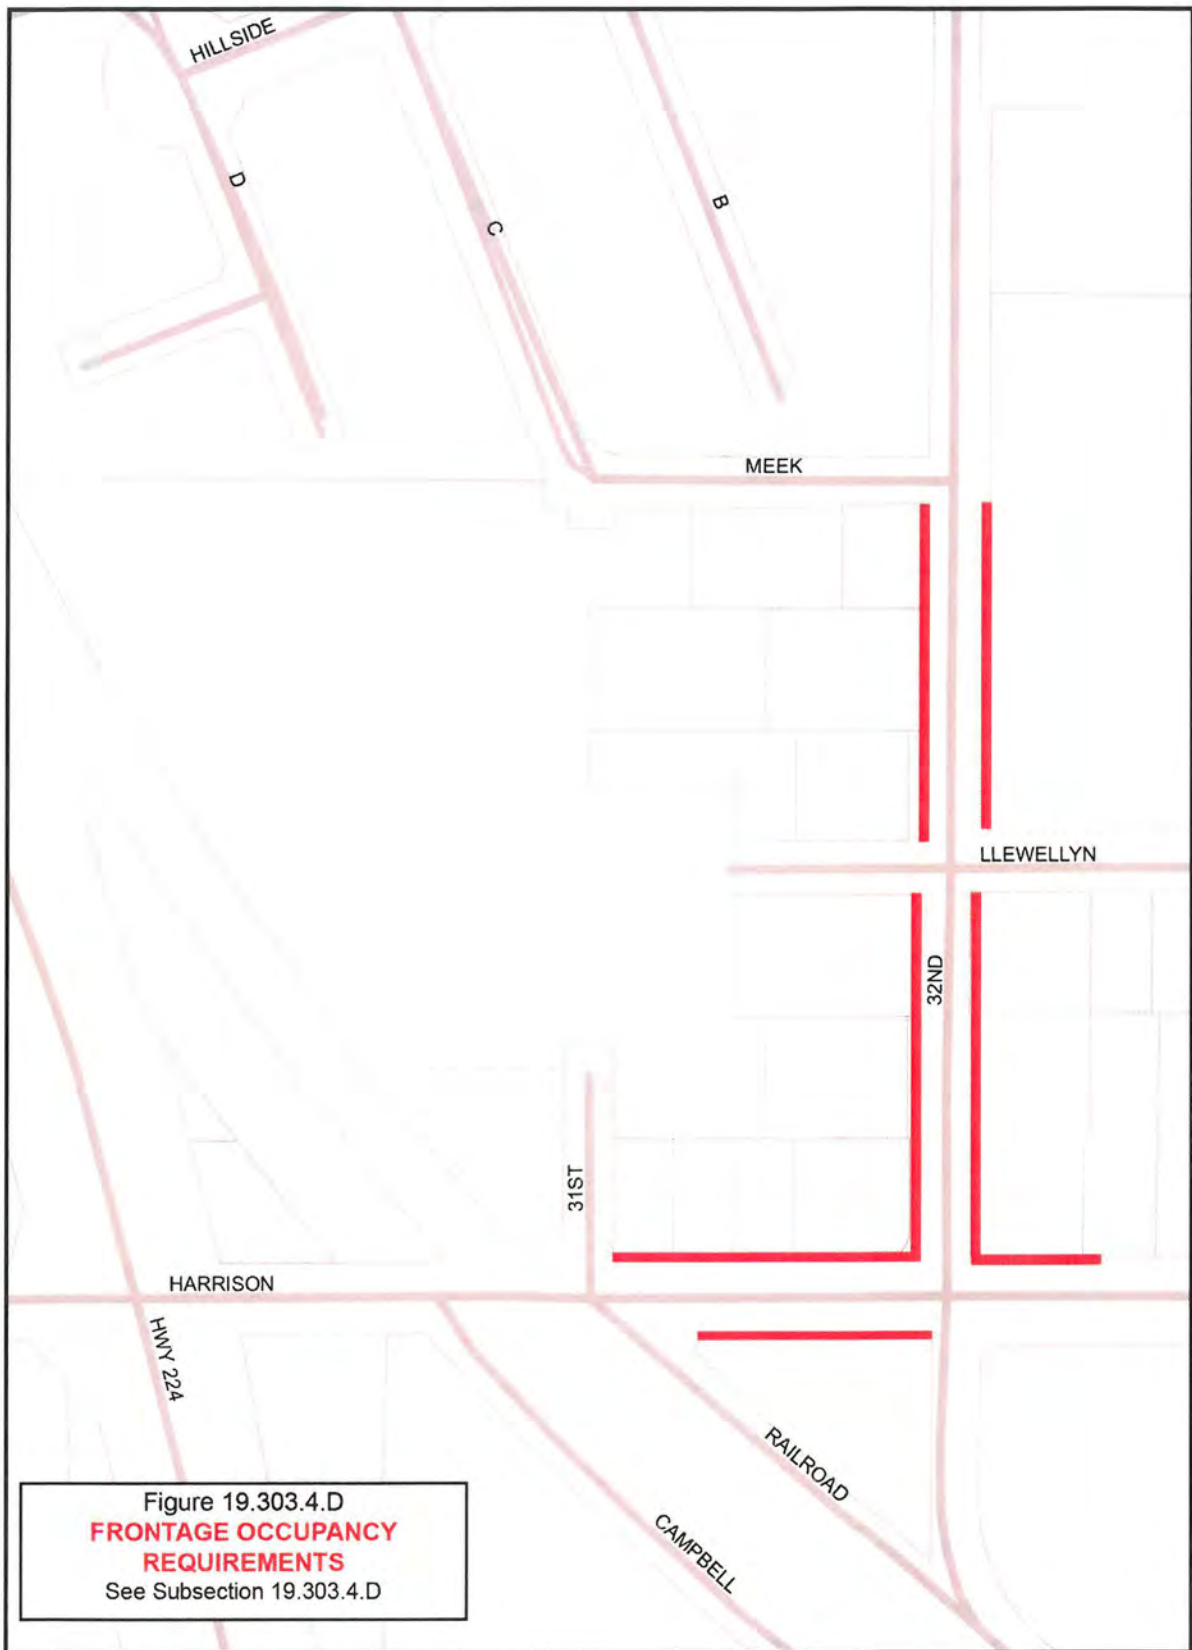 HILLSIDE
D
C
B
MEEK
LLEWELLYN
32ND
31ST
HARRISON
HWY 224
RAILROAD
CAMPBELL
Figure 19.303.4.D
FRONTAGE OCCUPANCY
REQUIREMENTS
See Subsection 19.303.4.D